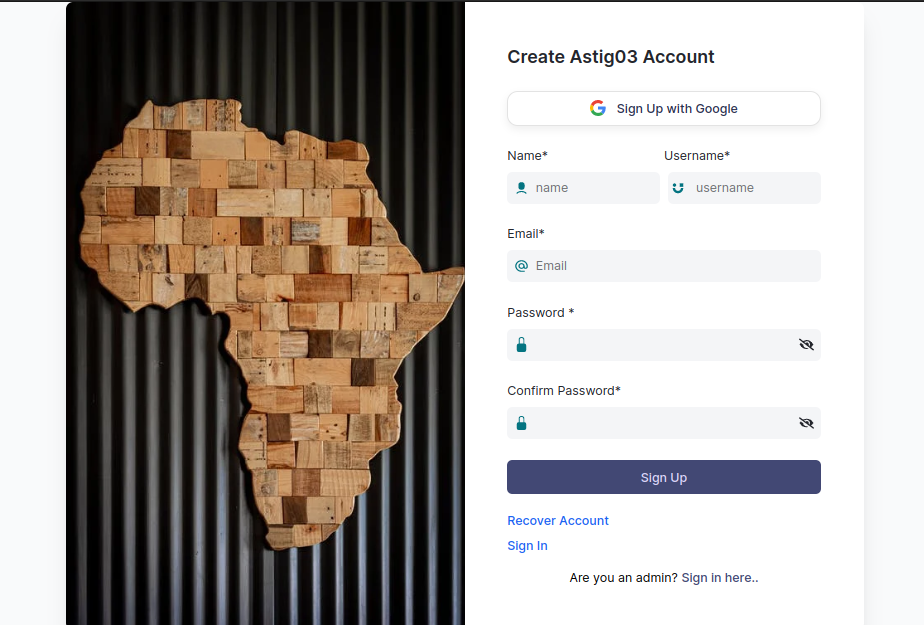 Create Astig03 Account
Sign Up with Google
Name* Username*
name username
Email*
Email
Password *
Confirm Password*
Sign Up
Recover Account
Sign In
Are you an admin? Sign in here..